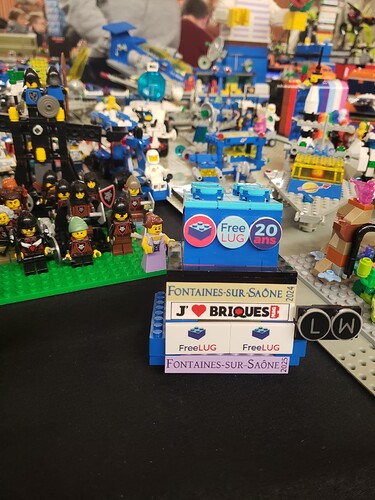 Free LUG
20 ans
FONTAINES-SUR-SAÔNE 2024
J' BRIQUES
FreeLUG FreeLUG
L W
FONTAINES-SUR-SAÔNE 2025